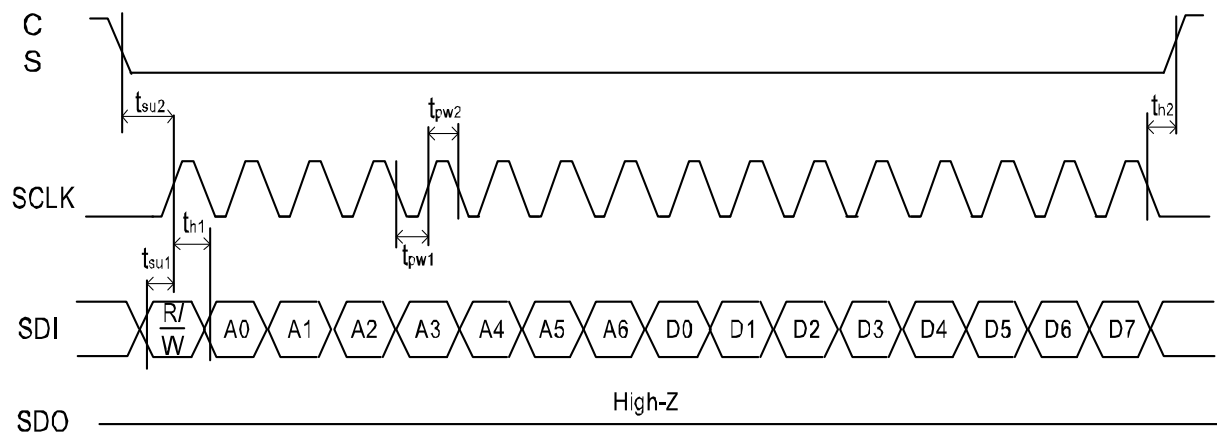 C
S
tsu2
tpw2
th2
SCLK
th1
tpw1
tsu1
SDI
R/
W
A0 A1 A2 A3 A4 A5 A6 D0 D1 D2 D3 D4 D5 D6 D7
High-Z
SDO